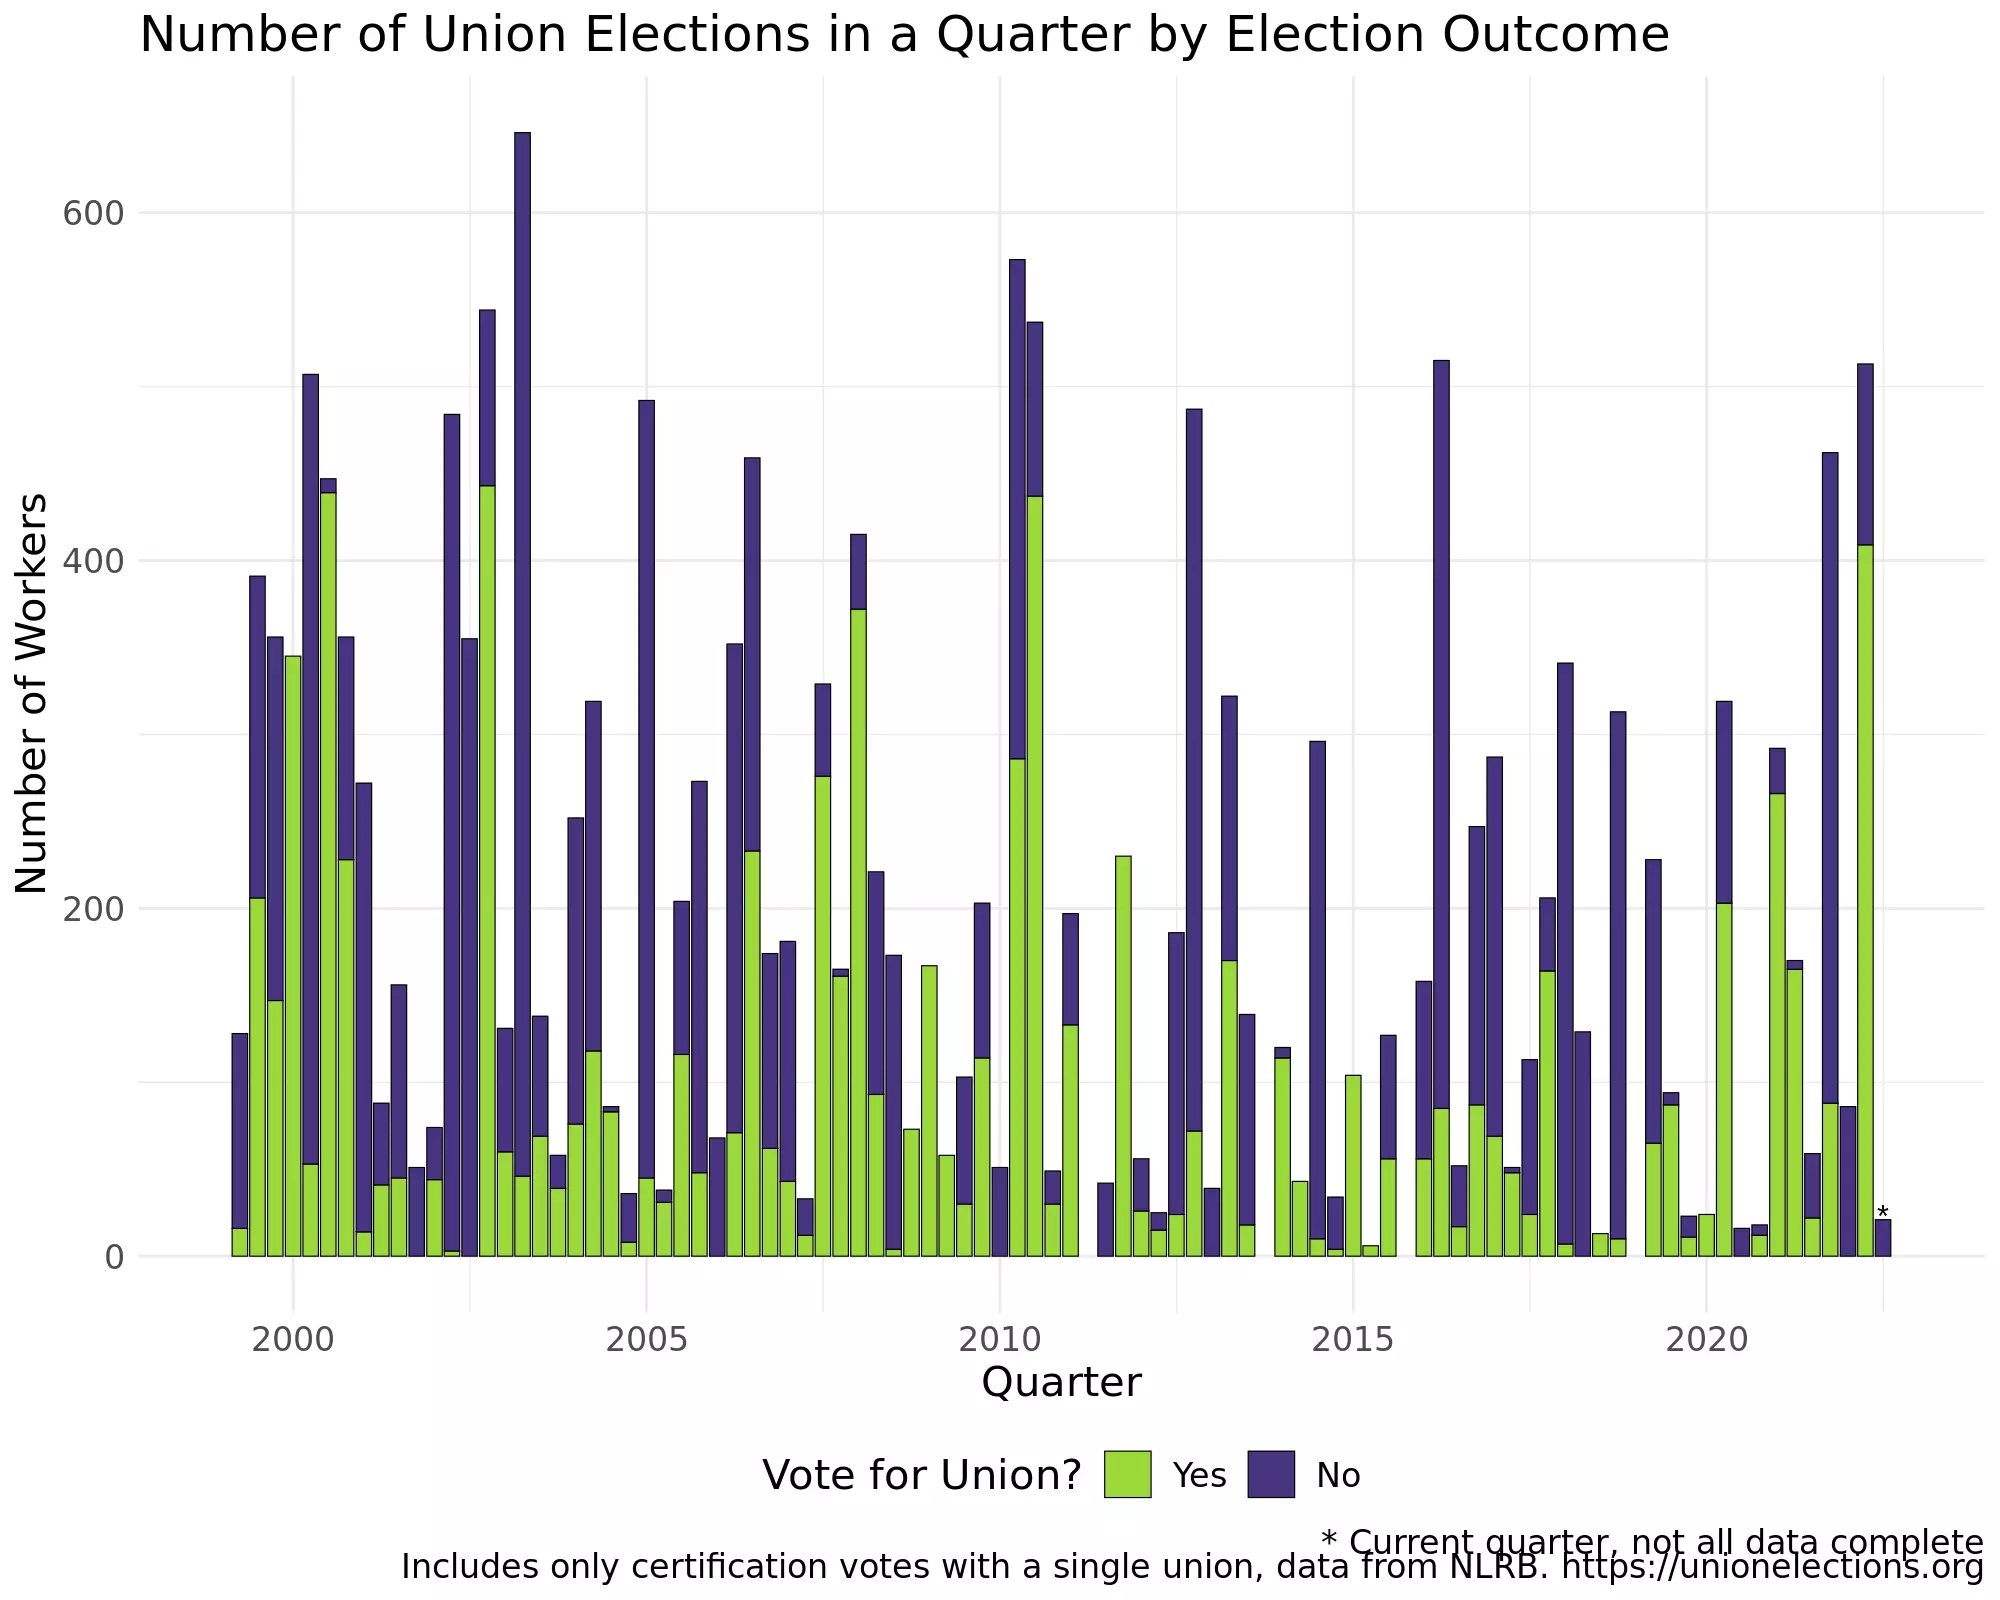 Number of Union Elections in a Quarter by Election Outcome
Number of Workers
600
400
200
0
*
2000 2005 2010 2015 2020
Quarter
Vote for Union? Yes No
* Current quarter, not all data complete
Includes only certification votes with a single union, data from NLRB. https://unionelections.org